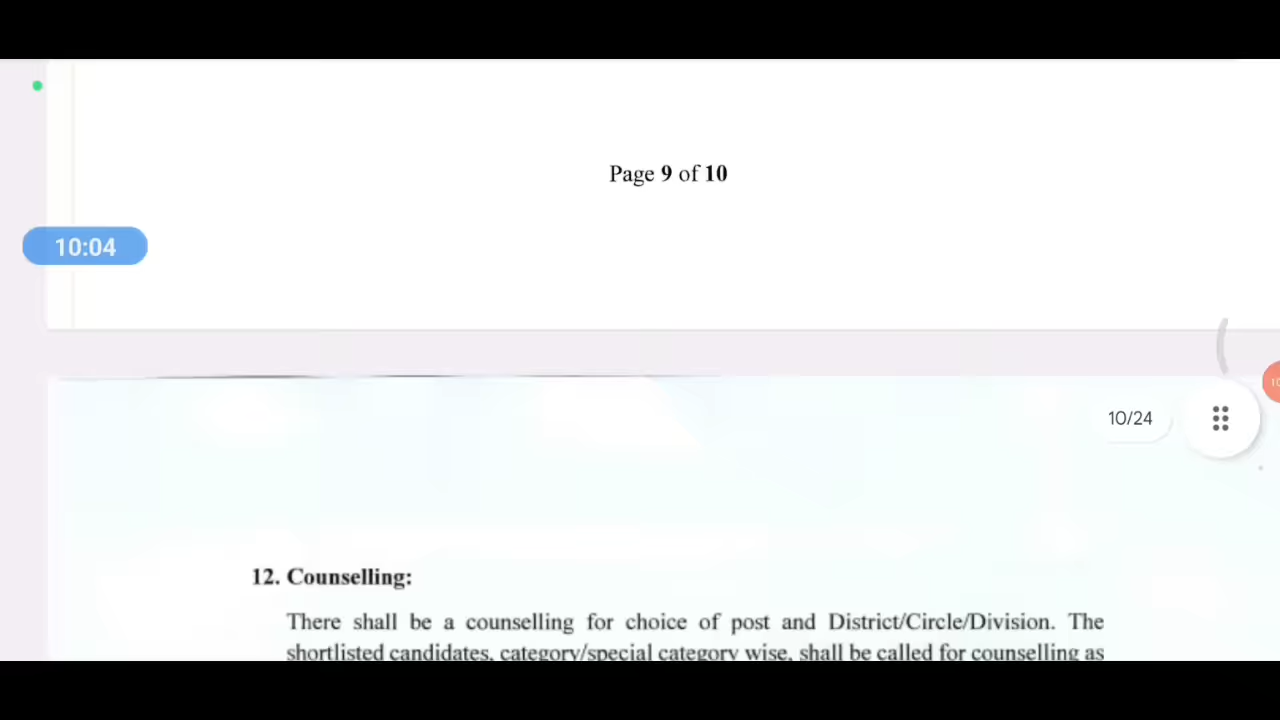 Page 9 of 10
10:04
10/24
12. Counselling:
There shall be a counselling for choice of post and District/Circle/Division. The
shortlisted candidates, category/special category wise, shall be called for counselling as